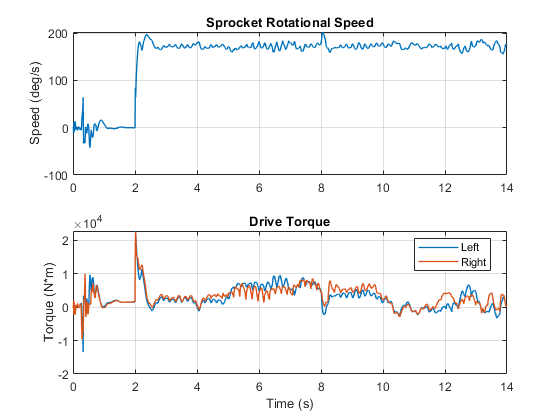 Sprocket Rotational Speed
200
100
0
-100
Speed (deg/s)
0 2 4 6 8 10 12 14
Drive Torque
×10⁴
2
1
0
-1
-2
Torque (N*m)
Left
Right
0 2 4 6 8 10 12 14
Time (s)